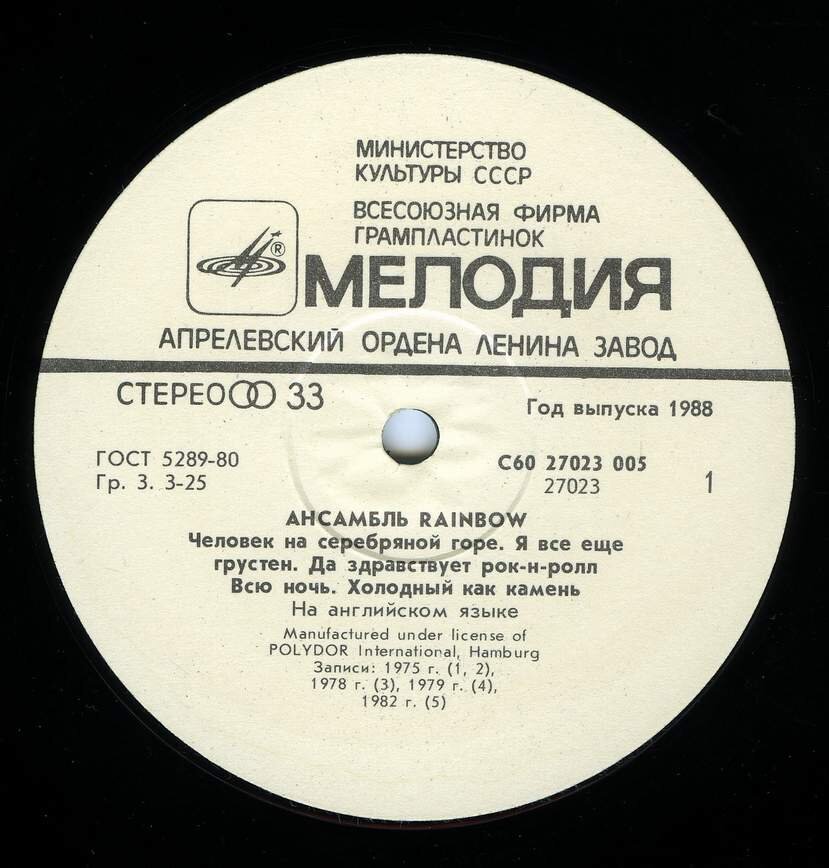 МИНИСТЕРСТВО
КУЛЬТУРЫ СССР
ВСЕСОЮЗНАЯ ФИРМА
ГРАМПЛАСТИНОК
®
МЕЛОДИЯ
АПРЕЛЕВСКИЙ ОРДЕНА ЛЕНИНА ЗАВОД
СТЕРЕО 33
Год выпуска 1988
ГОСТ 5289-80
Гр. 3. 3-25
С60 27023 005
27023
1
АНСАМБЛЬ RAINBOW
Человек на серебряной горе. Я все еще
грустен. Да здравствует рок-н-ролл
Всю ночь. Холодный как камень
На английском языке
Manufactured under license of
POLYDOR International, Hamburg
Записи: 1975 г. (1, 2),
1978 г. (3), 1979 г. (4),
1982 г. (5)